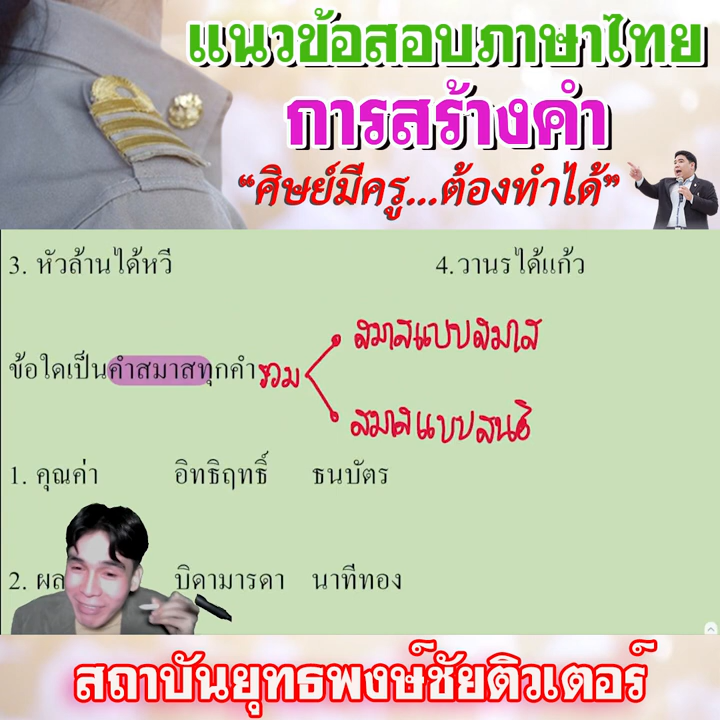 แนวข้อสอบภาษาไทย
การสร้างคำ
“ศิษย์มีครู...ต้องทำได้”
3. หัวล้านได้หวี 4. วานรได้แก้ว
สมาสแบบสมาส
ข้อใดเป็นคำสมาสทุกคำ รวม
สมาสแบบสนธิ
1. คุณค่า อิทธิฤทธิ์ ธนบัตร
2. ผล บิดามารดา นาทีทอง
สถาบันยุทธพงษ์ชัยติวเตอร์